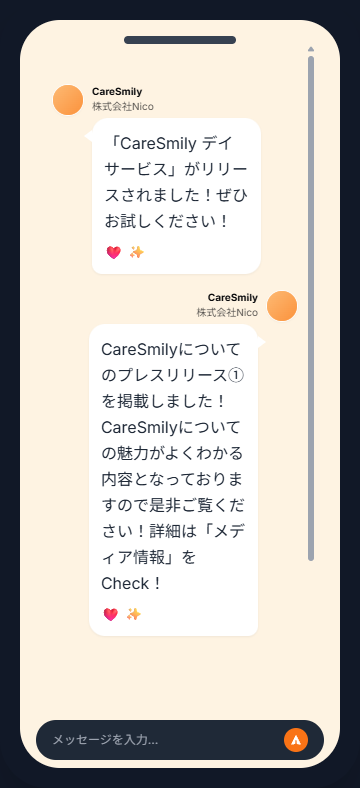 CareSmily
株式会社Nico
「CareSmily デイ
サービス」がリリー
スされました！ぜひ
お試しください！
CareSmily
株式会社Nico
CareSmilyについて
のプレスリリース①
を掲載しました！
CareSmilyについて
の魅力がよくわかる
内容となっておりま
すので是非ご覧くだ
さい！詳細は「メデ
ィア情報」を
Check！
メッセージを入力...